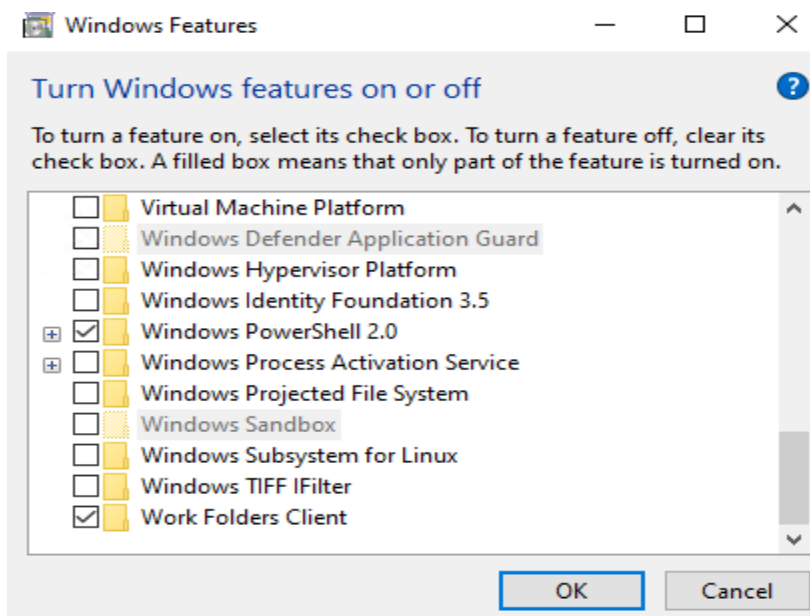 Windows Features
Turn Windows features on or off
To turn a feature on, select its check box. To turn a feature off, clear its
check box. A filled box means that only part of the feature is turned on.
Virtual Machine Platform
Windows Defender Application Guard
Windows Hypervisor Platform
Windows Identity Foundation 3.5
Windows PowerShell 2.0
Windows Process Activation Service
Windows Projected File System
Windows Sandbox
Windows Subsystem for Linux
Windows TIFF IFilter
Work Folders Client
OK Cancel